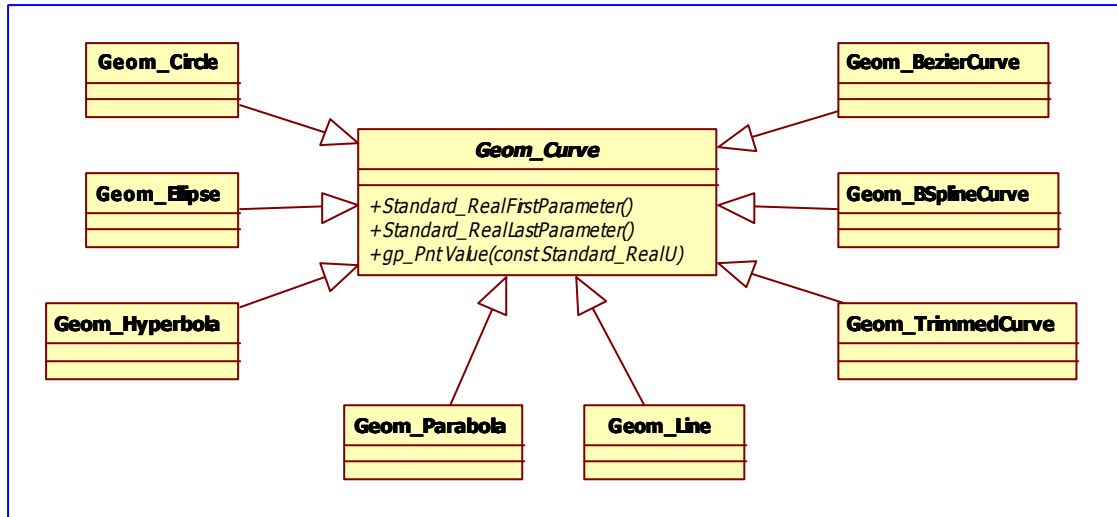 Geom_Circle
Geom_BezierCurve
Geom_Curve
Geom_Ellipse
Geom_BSplineCurve
+Standard_RealFirstParameter()
+Standard_RealLastParameter()
+gp_Pnt Value(const Standard_RealU)
Geom_Hyperbola
Geom_TrimmedCurve
Geom_Parabola
Geom_Line